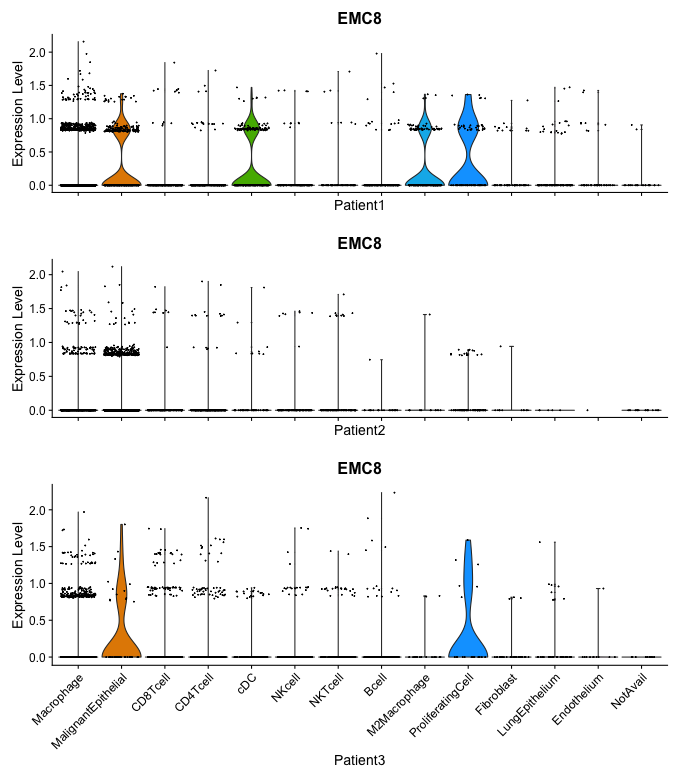 EMC8
Expression Level
2.0
1.5
1.0
0.5
0.0
Patient1
EMC8
Expression Level
2.0
1.5
1.0
0.5
0.0
Patient2
EMC8
Expression Level
2.0
1.5
1.0
0.5
0.0
Macrophage
MalignantEpithelial
CD8Tcell
CD4Tcell
cDC
NKcell
NKTcell
Bcell
M2Macrophage
ProliferatingCell
Fibroblast
LungEpithelium
Endothelium
NotAvail
Patient3